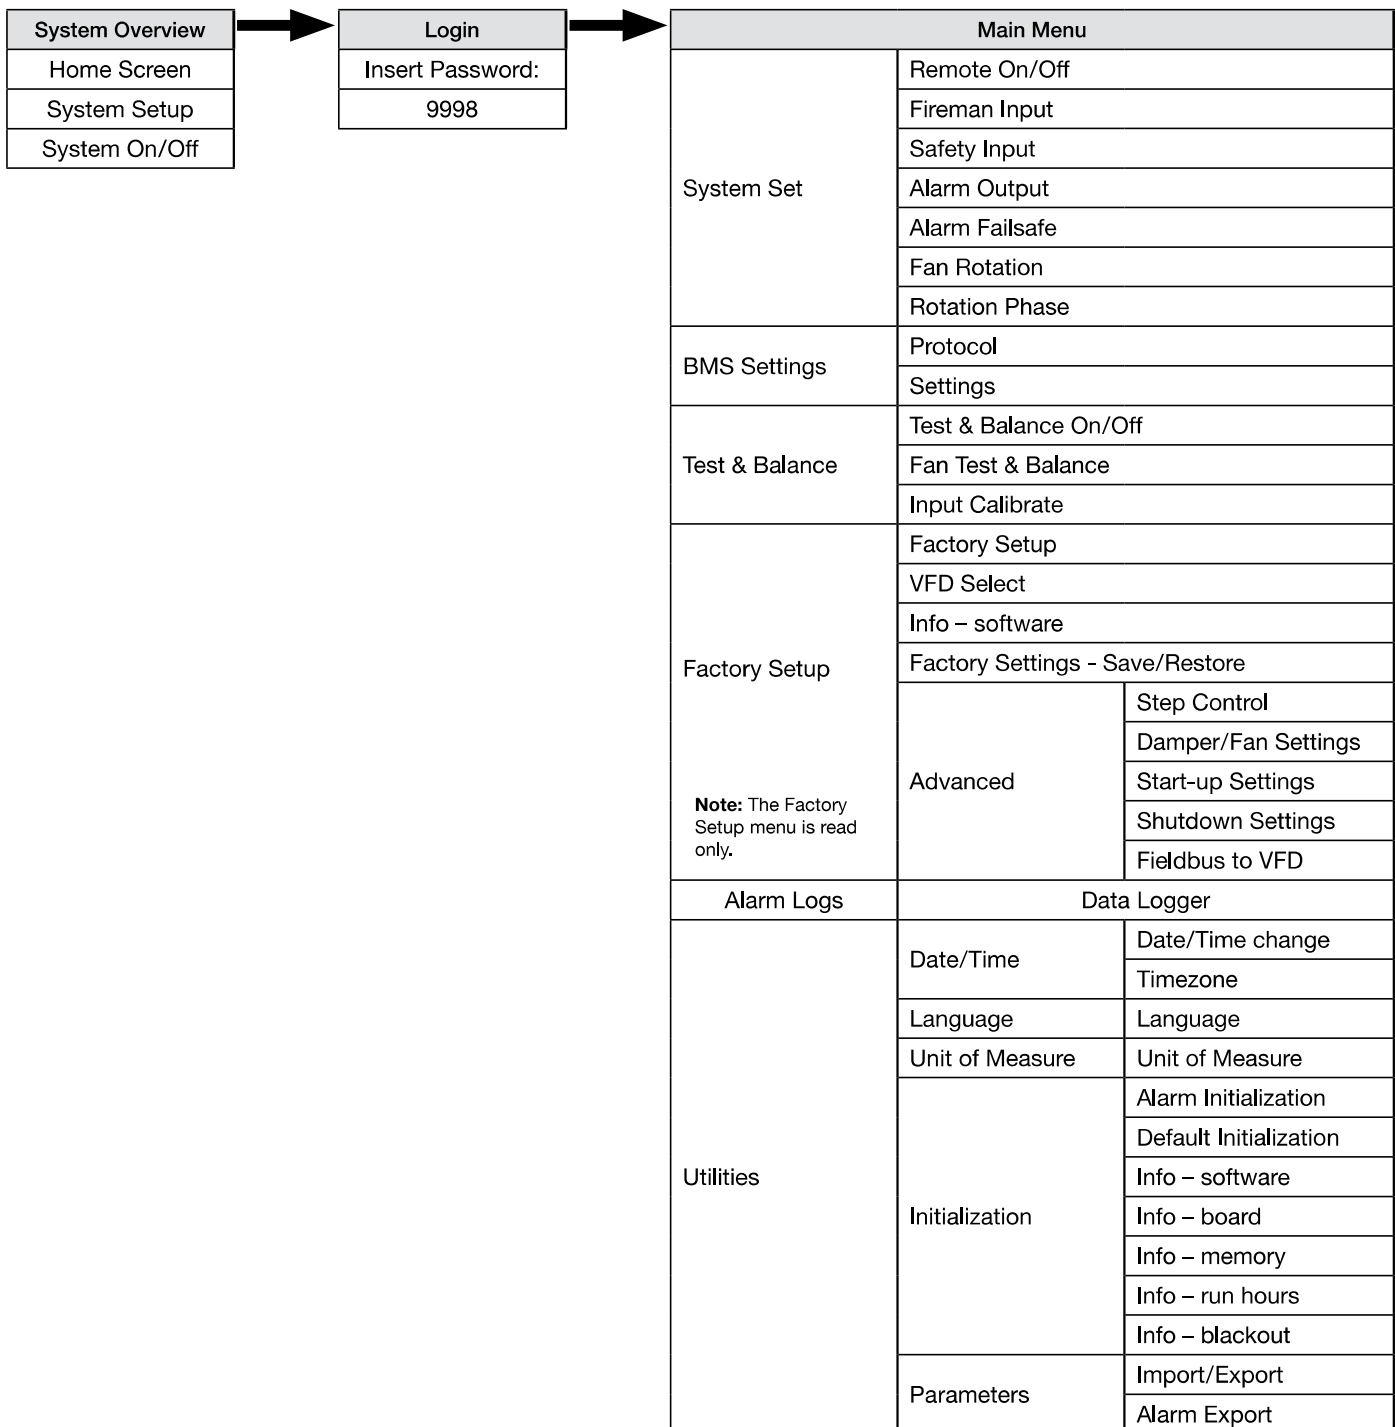 System Overview
Home Screen
System Setup
System On/Off
Login
Insert Password:
9998
Main Menu
System Set
Remote On/Off
Fireman Input
Safety Input
Alarm Output
Alarm Failsafe
Fan Rotation
Rotation Phase
BMS Settings
Protocol
Settings
Test & Balance
Test & Balance On/Off
Fan Test & Balance
Input Calibrate
Factory Setup
Note: The Factory
Setup menu is read
only.
Factory Setup
VFD Select
Info – software
Factory Settings - Save/Restore
Advanced
Step Control
Damper/Fan Settings
Start-up Settings
Shutdown Settings
Fieldbus to VFD
Alarm Logs
Data Logger
Utilities
Date/Time
Date/Time change
Timezone
Language
Language
Unit of Measure
Unit of Measure
Initialization
Alarm Initialization
Default Initialization
Info – software
Info – board
Info – memory
Info – run hours
Info – blackout
Parameters
Import/Export
Alarm Export